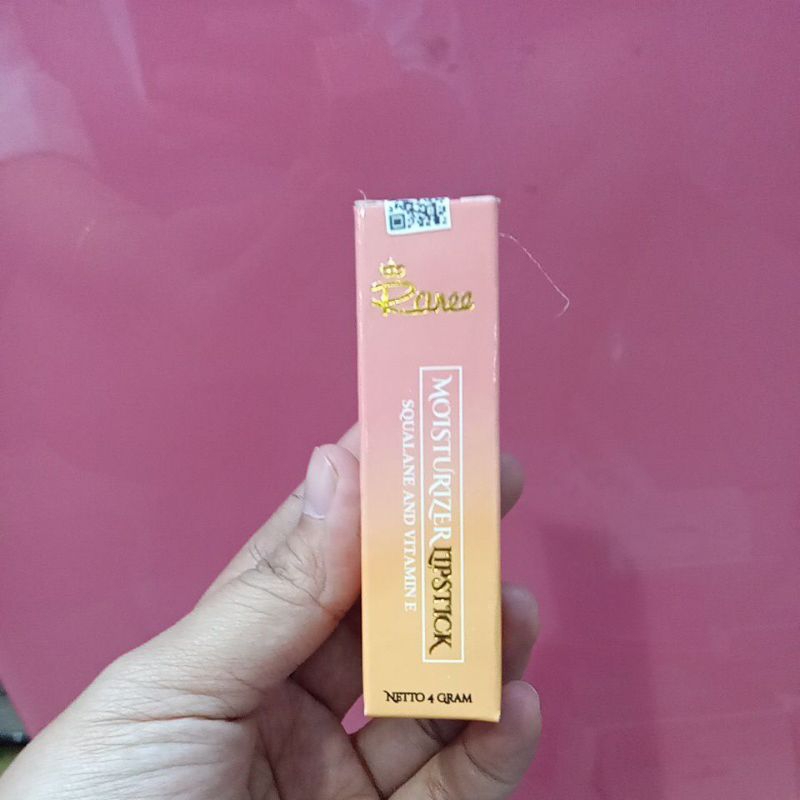 Ranee
MOISTURIZER LIPSTICK
SQUALANE AND VITAMIN E
NETTO 4 GRAM